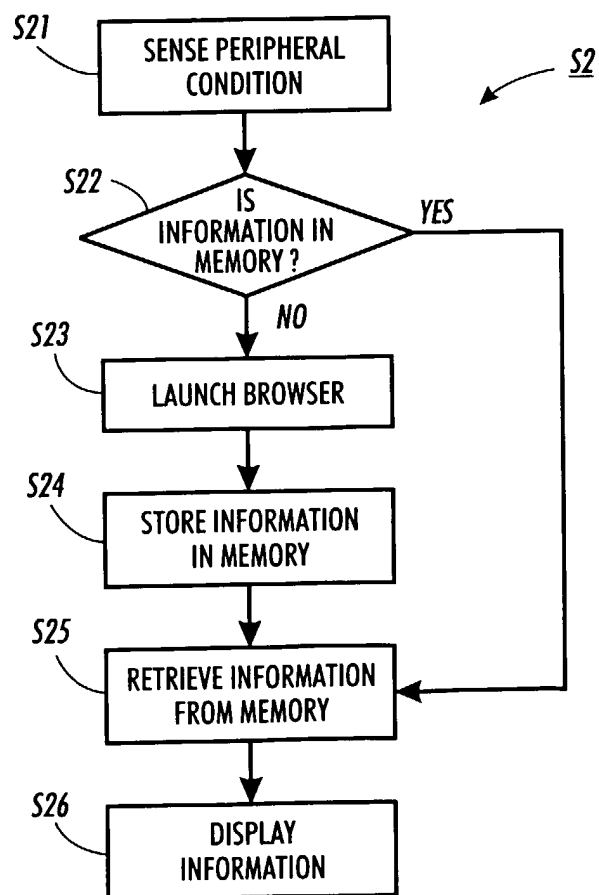 S21
SENSE PERIPHERAL
CONDITION
S2
S22
IS
INFORMATION IN
MEMORY ?
YES
NO
S23
LAUNCH BROWSER
S24
STORE INFORMATION
IN MEMORY
S25
RETRIEVE INFORMATION
FROM MEMORY
S26
DISPLAY
INFORMATION